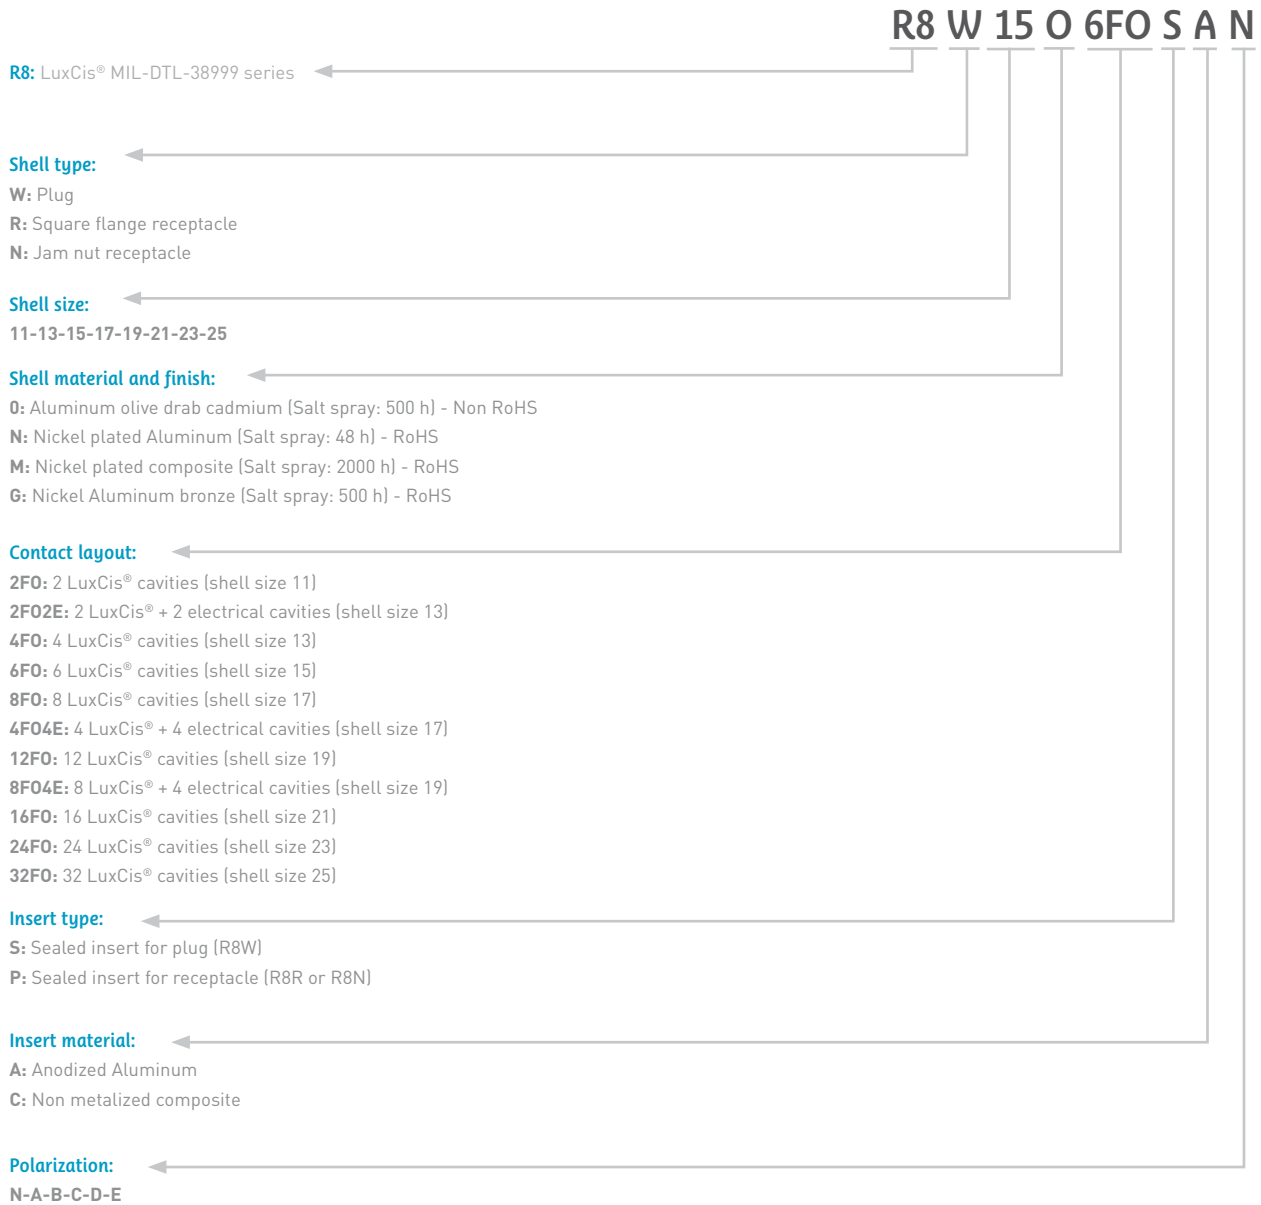 R8 W 15 O 6FO S A N
R8: LuxCis® MIL-DTL-38999 series
Shell type:
W: Plug
R: Square flange receptacle
N: Jam nut receptacle
Shell size:
11-13-15-17-19-21-23-25
Shell material and finish:
0: Aluminum olive drab cadmium (Salt spray: 500 h) - Non RoHS
N: Nickel plated Aluminum (Salt spray: 48 h) - RoHS
M: Nickel plated composite (Salt spray: 2000 h) - RoHS
G: Nickel Aluminum bronze (Salt spray: 500 h) - RoHS
Contact layout:
2FO: 2 LuxCis® cavities (shell size 11)
2FO2E: 2 LuxCis® + 2 electrical cavities (shell size 13)
4FO: 4 LuxCis® cavities (shell size 13)
6FO: 6 LuxCis® cavities (shell size 15)
8FO: 8 LuxCis® cavities (shell size 17)
4FO4E: 4 LuxCis® + 4 electrical cavities (shell size 17)
12FO: 12 LuxCis® cavities (shell size 19)
8FO4E: 8 LuxCis® + 4 electrical cavities (shell size 19)
16FO: 16 LuxCis® cavities (shell size 21)
24FO: 24 LuxCis® cavities (shell size 23)
32FO: 32 LuxCis® cavities (shell size 25)
Insert type:
S: Sealed insert for plug (R8W)
P: Sealed insert for receptacle (R8R or R8N)
Insert material:
A: Anodized Aluminum
C: Non metalized composite
Polarization:
N-A-B-C-D-E